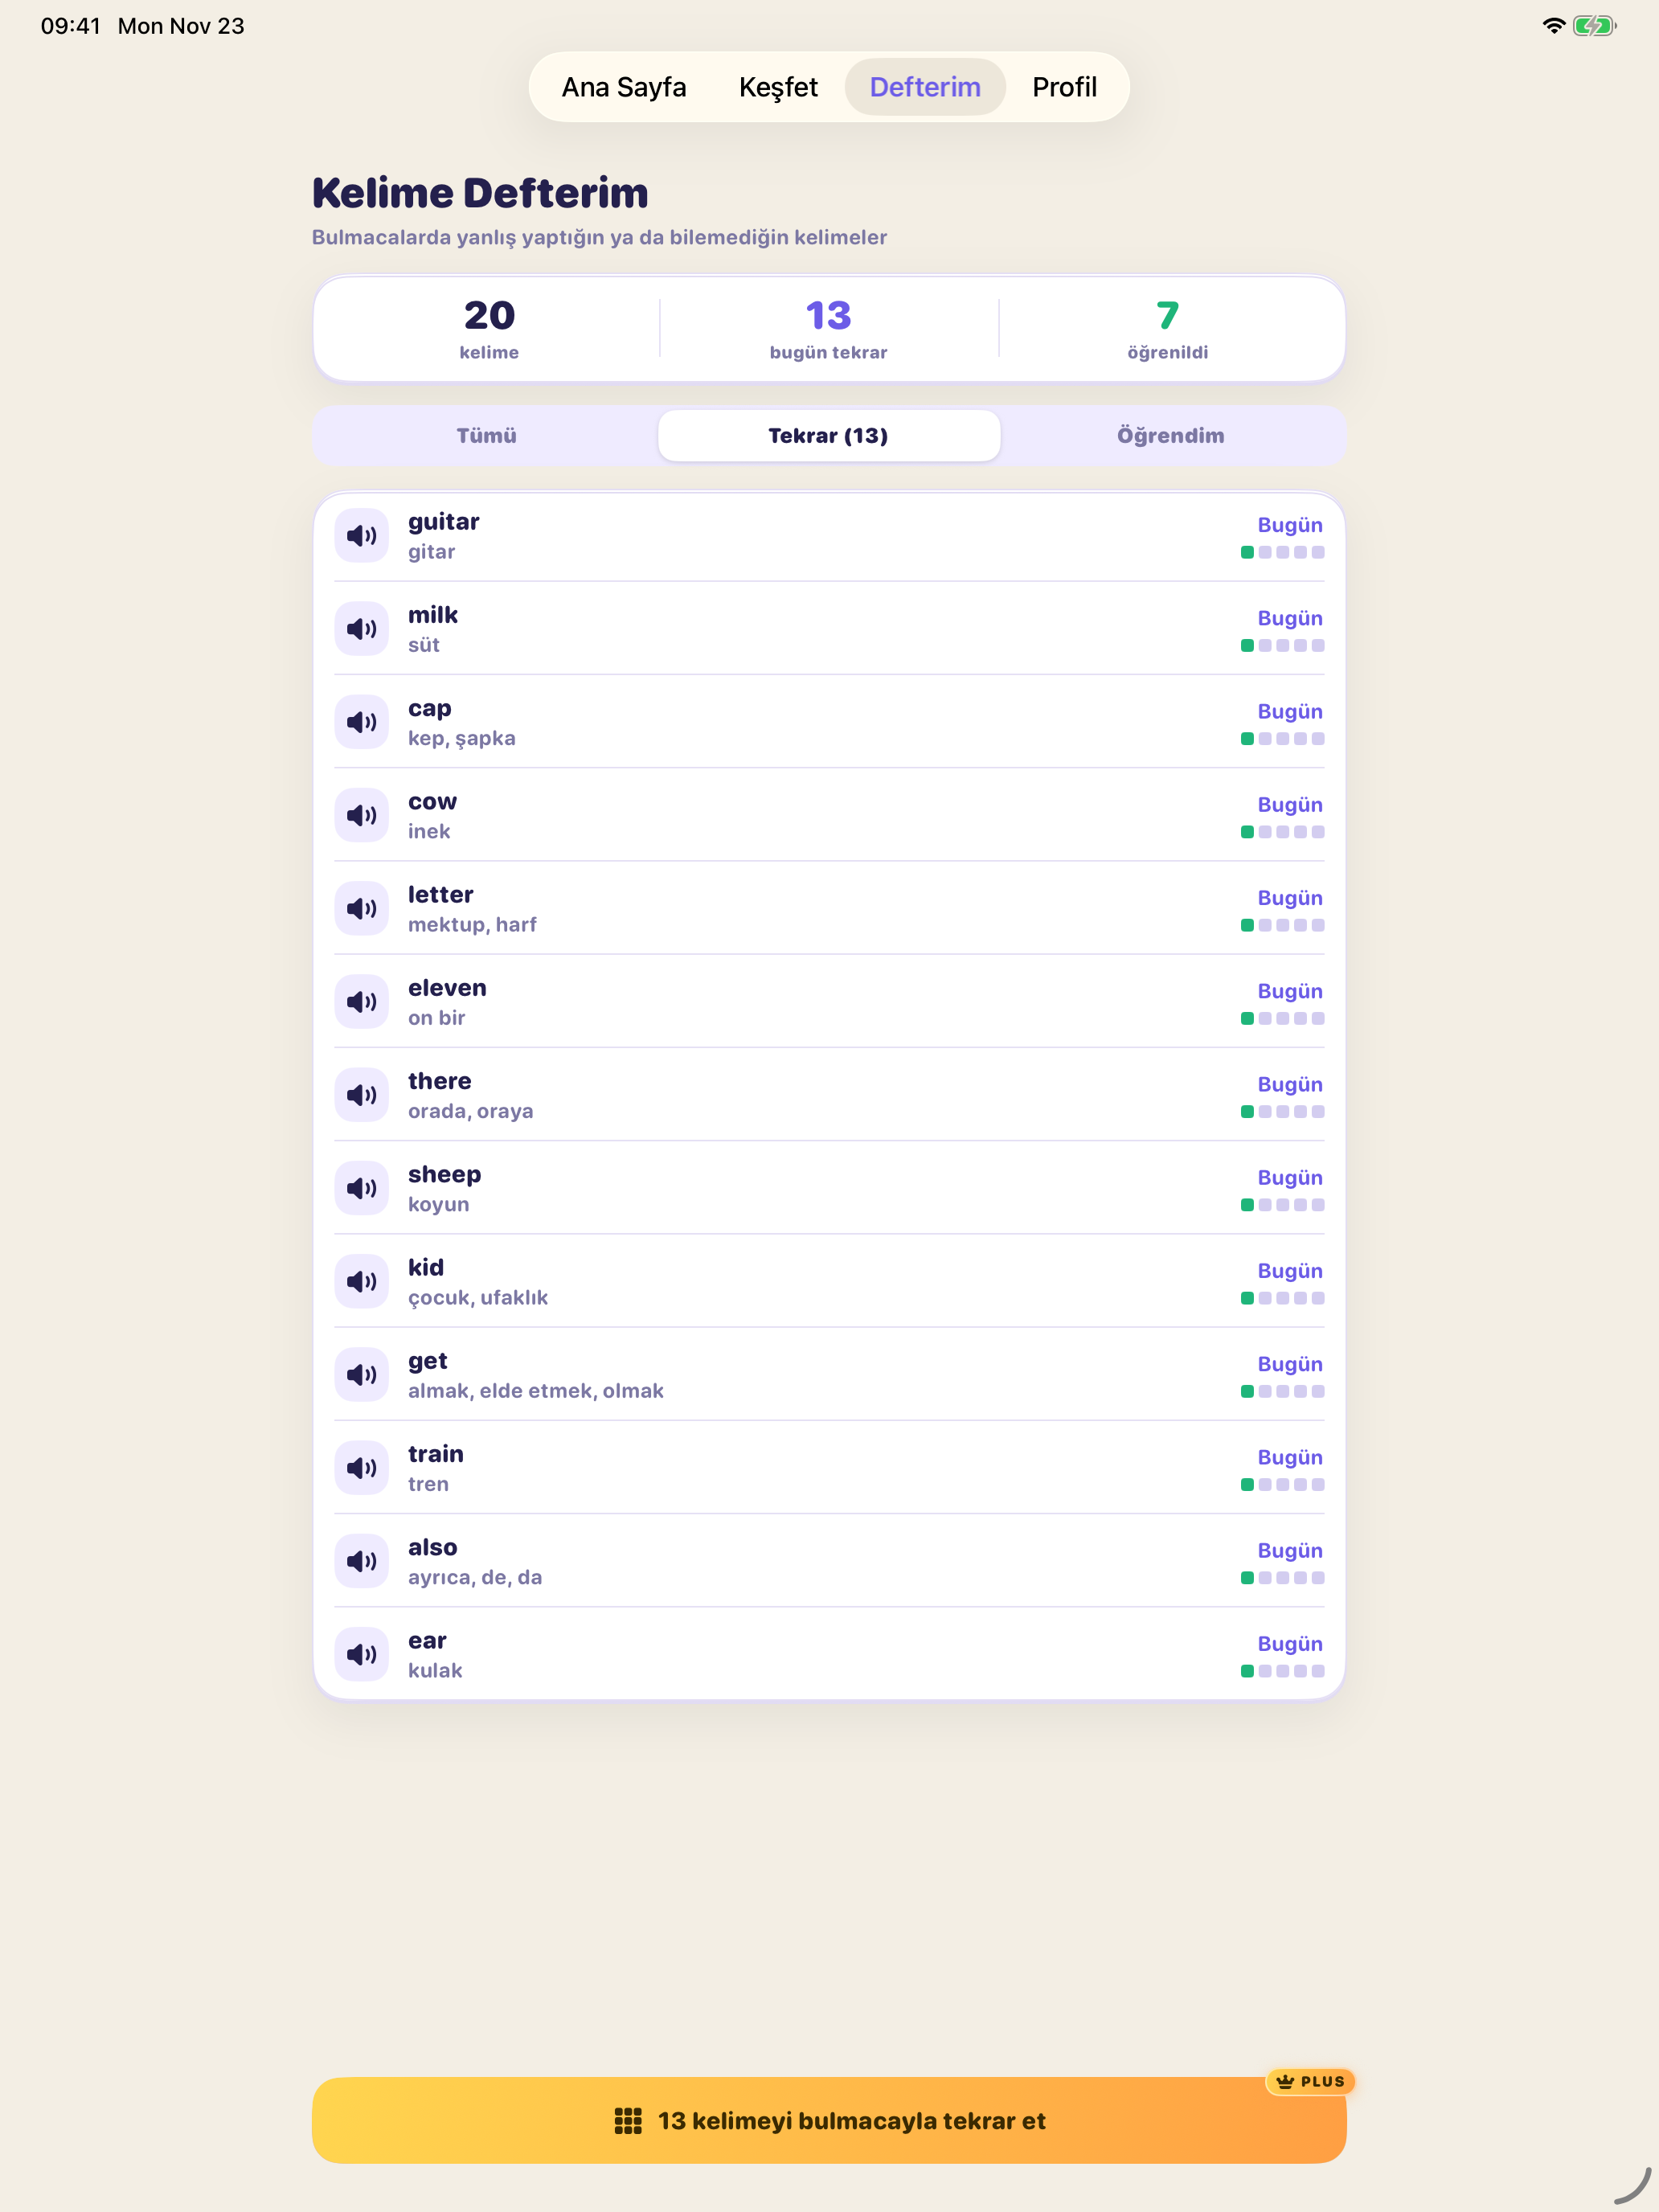 09:41 Mon Nov 23
Ana Sayfa Keşfet Defterim Profil
Kelime Defterim
Bulmacalarda yanlış yaptığın ya da bilemediğin kelimeler
20 13 7
kelime bugün tekrar öğrenildi
Tümü Tekrar (13) Öğrendim
guitar Bugün
gitar
milk Bugün
süt
cap Bugün
kep, şapka
cow Bugün
inek
letter Bugün
mektup, harf
eleven Bugün
on bir
there Bugün
orada, oraya
sheep Bugün
koyun
kid Bugün
çocuk, ufaklık
get Bugün
almak, elde etmek, olmak
train Bugün
tren
also Bugün
ayrıca, de, da
ear Bugün
kulak
PLUS
13 kelimeyi bulmacayla tekrar et